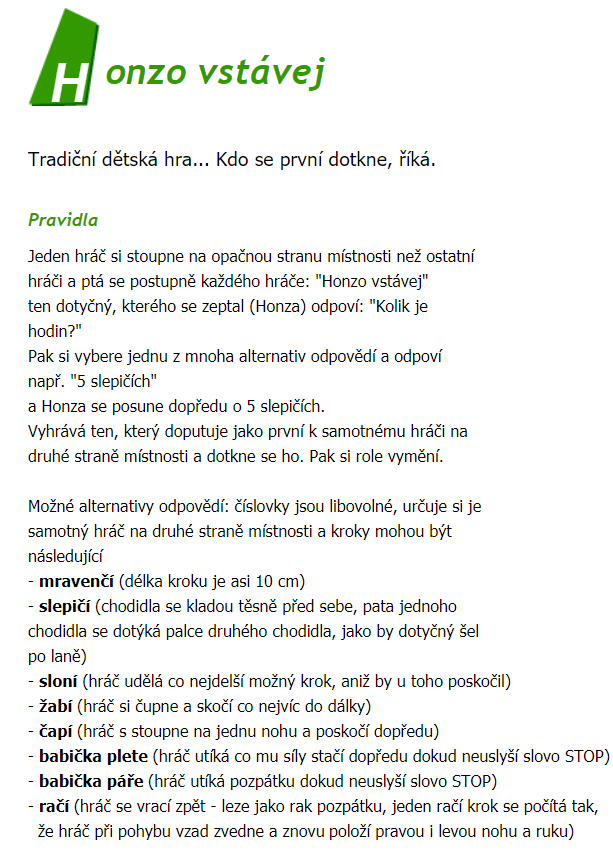 Honzo vstávej
Tradiční dětská hra... Kdo se první dotkne, říká.
Pravidla
Jeden hráč si stoupne na opačnou stranu místnosti než ostatní
hráči a ptá se postupně každého hráče: "Honzo vstávej"
ten dotyčný, kterého se zeptal (Honza) odpoví: "Kolik je
hodin?"
Pak si vybere jednu z mnoha alternativ odpovědí a odpoví
např. "5 slepičích"
a Honza se posune dopředu o 5 slepičích.
Vyhrává ten, který doputuje jako první k samotnému hráči na
druhé straně místnosti a dotkne se ho. Pak si role vymění.
Možné alternativy odpovědí: číslovky jsou libovolné, určuje si je
samotný hráč na druhé straně místnosti a kroky mohou být
následující
- mravenčí (délka kroku je asi 10 cm)
- slepičí (chodidla se kladou těsně před sebe, pata jednoho
chodidla se dotýká palce druhého chodidla, jako by dotyčný šel
po laně)
- sloní (hráč udělá co nejdelší možný krok, aniž by u toho poskočil)
- žabí (hráč si čupne a skočí co nejvíc do dálky)
- čapí (hráč s stoupne na jednu nohu a poskočí dopředu)
- babička plete (hráč utíká co mu síly stačí dopředu dokud neuslyší slovo STOP)
- babička páře (hráč utíká pozpátku dokud neuslyší slovo STOP)
- račí (hráč se vrací zpět - leze jako rak pozpátku, jeden račí krok se počítá tak,
že hráč při pohybu vzad zvedne a znovu položí pravou i levou nohu a ruku)